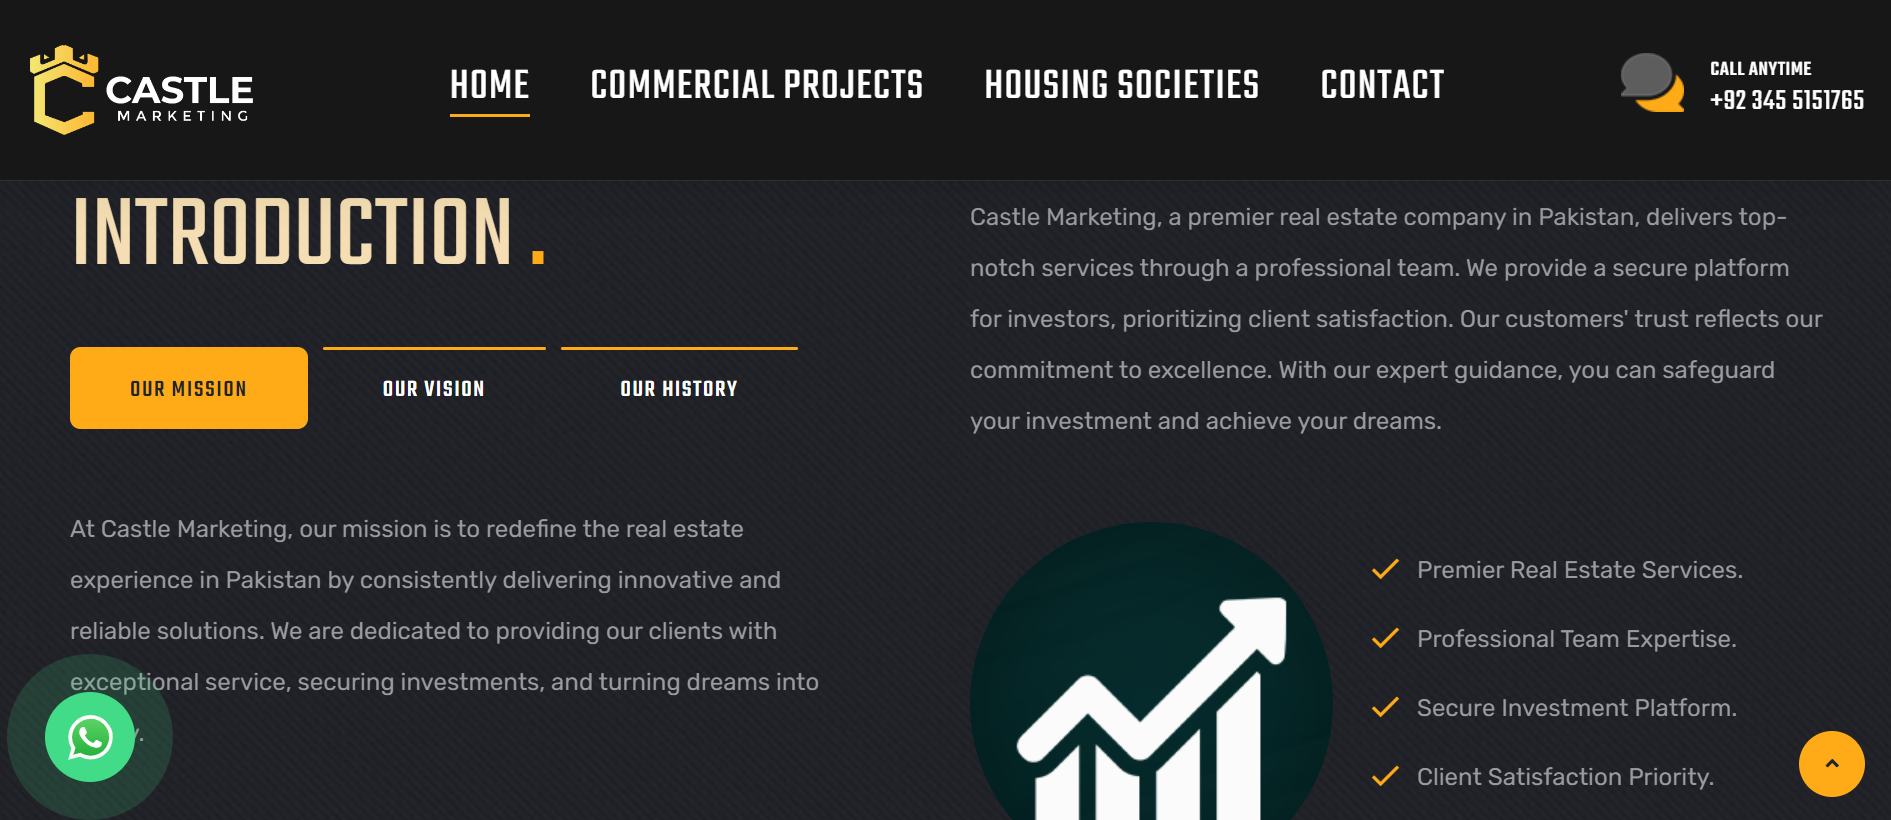 CASTLE
MARKETING
HOME
COMMERCIAL PROJECTS
HOUSING SOCIETIES
CONTACT
CALL ANYTIME
+92 345 5151765
INTRODUCTION .
OUR MISSION
OUR VISION
OUR HISTORY
At Castle Marketing, our mission is to redefine the real estate
experience in Pakistan by consistently delivering innovative and
reliable solutions. We are dedicated to providing our clients with
exceptional service, securing investments, and turning dreams into
Castle Marketing, a premier real estate company in Pakistan, delivers top-
notch services through a professional team. We provide a secure platform
for investors, prioritizing client satisfaction. Our customers' trust reflects our
commitment to excellence. With our expert guidance, you can safeguard
your investment and achieve your dreams.
Premier Real Estate Services.
Professional Team Expertise.
Secure Investment Platform.
Client Satisfaction Priority.